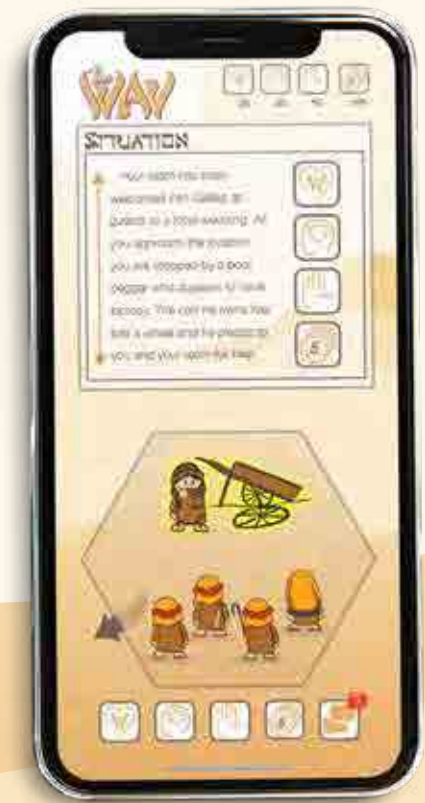 The
WAY
SITUATION
Your team has been
welcomed into Galilee as
guests to a local wedding. As
you approach the location
you are stopped by a poor
beggar who appears to have
leprosy. The cart he owns has
lost a wheel and he pleads to
you and your team for help